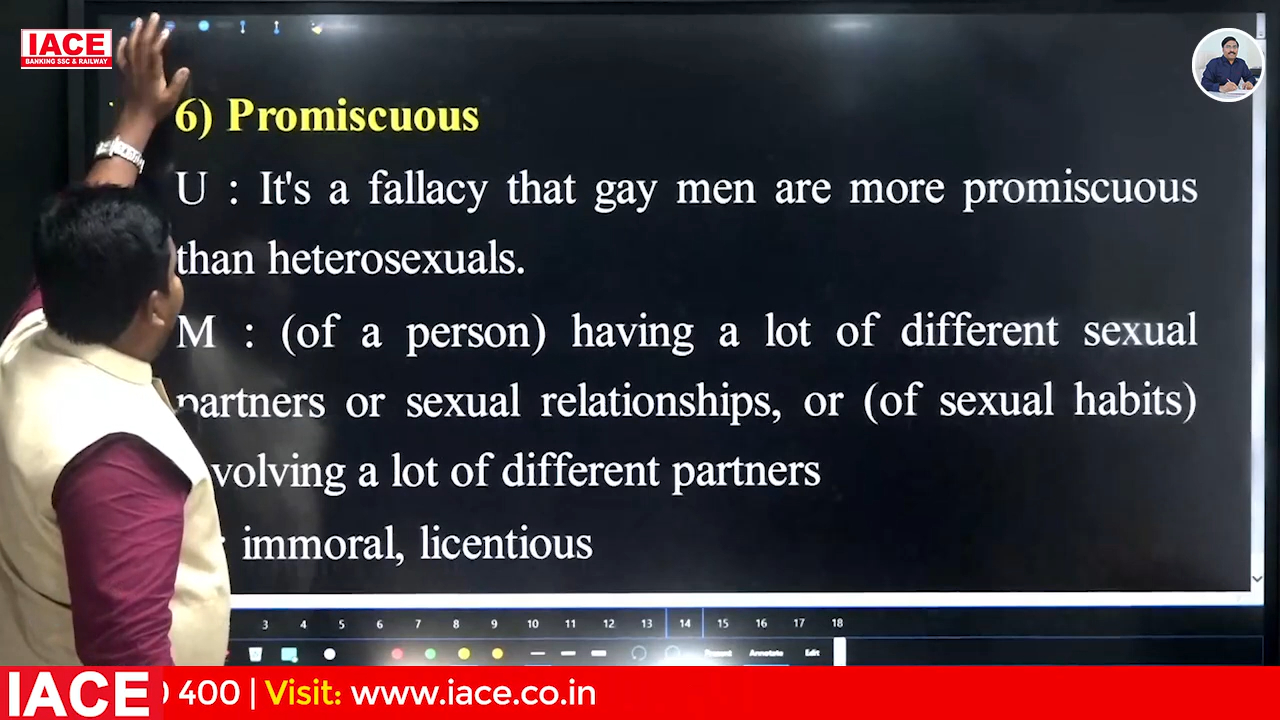 IACE
BANKING SSC & RAILWAY
6) Promiscuous
U : It's a fallacy that gay men are more promiscuous
than heterosexuals.
M : (of a person) having a lot of different sexual
partners or sexual relationships, or (of sexual habits)
volving a lot of different partners
: immoral, licentious
3 4 5 6 7 8 9 10 11 12 13 14 15 16 17 18
Present Annotate Edit
IACE 400 | Visit: www.iace.co.in